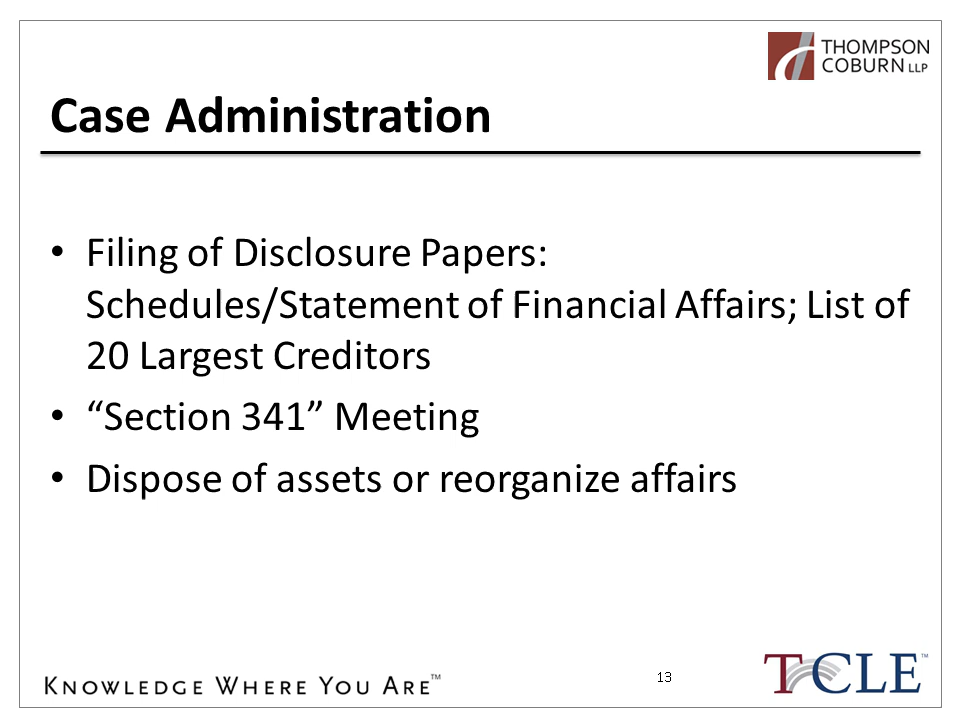 THOMPSON
COBURN LLP
Case Administration
• Filing of Disclosure Papers:
Schedules/Statement of Financial Affairs; List of
20 Largest Creditors
• “Section 341” Meeting
• Dispose of assets or reorganize affairs
KNOWLEDGE WHERE YOU ARE™
13
TCLE™